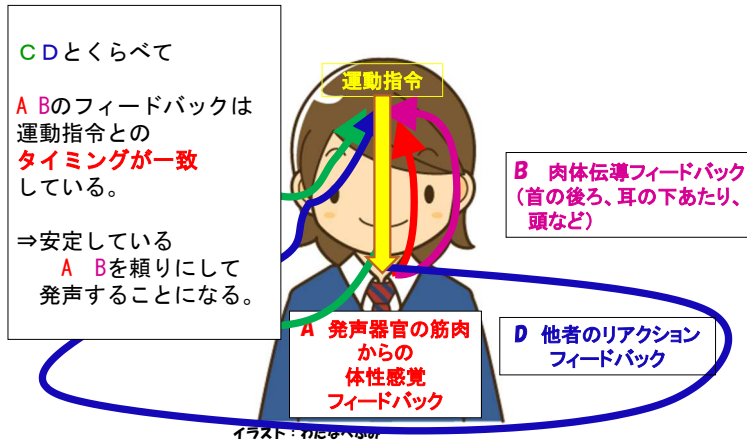 ＣＤとくらべて
A Bのフィードバックは
運動指令との
タイミングが一致
している。
⇒安定している
A Bを頼りにして
発声することになる。
運動指令
B 肉体伝導フィードバック
(首の後ろ、耳の下あたり、
頭など)
A 発声器官の筋肉
からの
体性感覚
フィードバック
D 他者のリアクション
フィードバック
イラスト：わたなべふみ